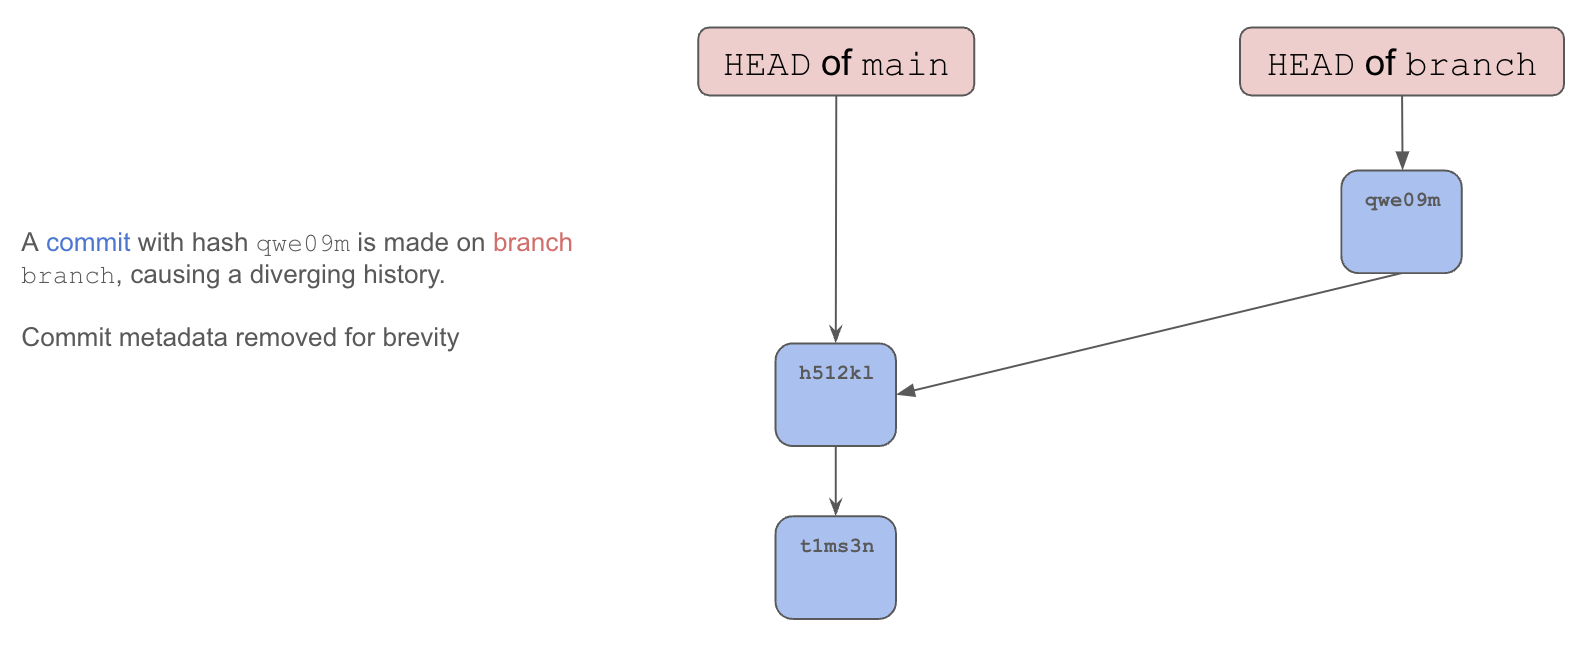 HEAD of main
HEAD of branch
qwe09m
A commit with hash qwe09m is made on branch
branch, causing a diverging history.
Commit metadata removed for brevity
h512kl
t1ms3n